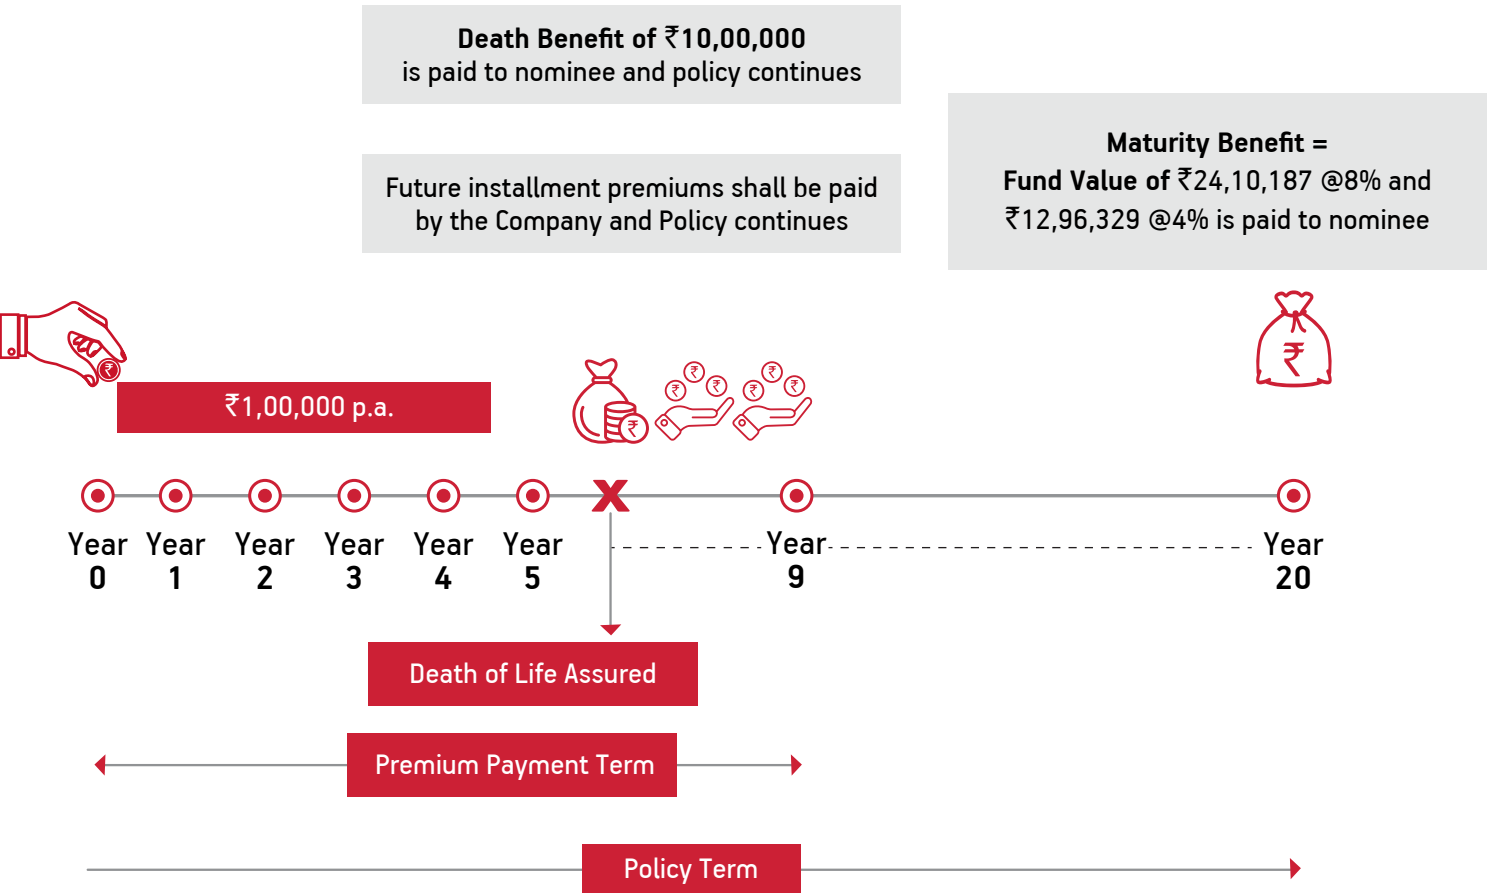 Death Benefit of ₹10,00,000
is paid to nominee and policy continues
Future installment premiums shall be paid
by the Company and Policy continues
Maturity Benefit =
Fund Value of ₹24,10,187 @8% and
₹12,96,329 @4% is paid to nominee
₹
₹1,00,000 p.a.
₹
₹ ₹ ₹
₹ ₹ ₹
₹
X
Year 0
Year 1
Year 2
Year 3
Year 4
Year 5
Year 9
Year 20
Death of Life Assured
Premium Payment Term
Policy Term